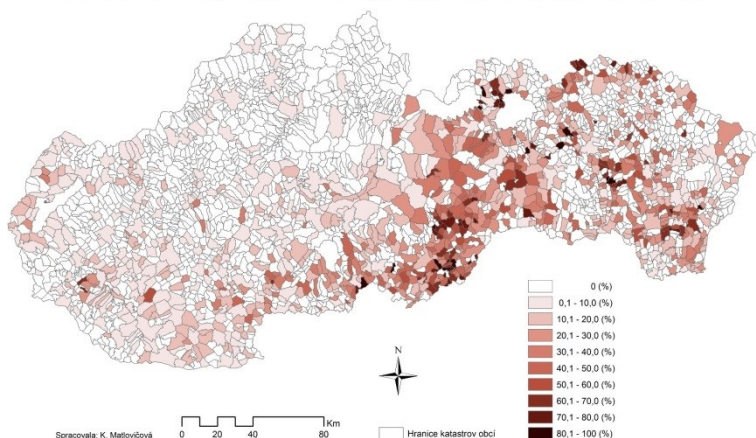 N
0 (%)
0,1 - 10,0 (%)
10,1 - 20,0 (%)
20,1 - 30,0 (%)
30,1 - 40,0 (%)
40,1 - 50,0 (%)
50,1 - 60,0 (%)
60,1 - 70,0 (%)
70,1 - 80,0 (%)
80,1 - 100 (%)
Spracovala: K. Matlovičová
Km
0 20 40 80
Hranice katastrov obcí